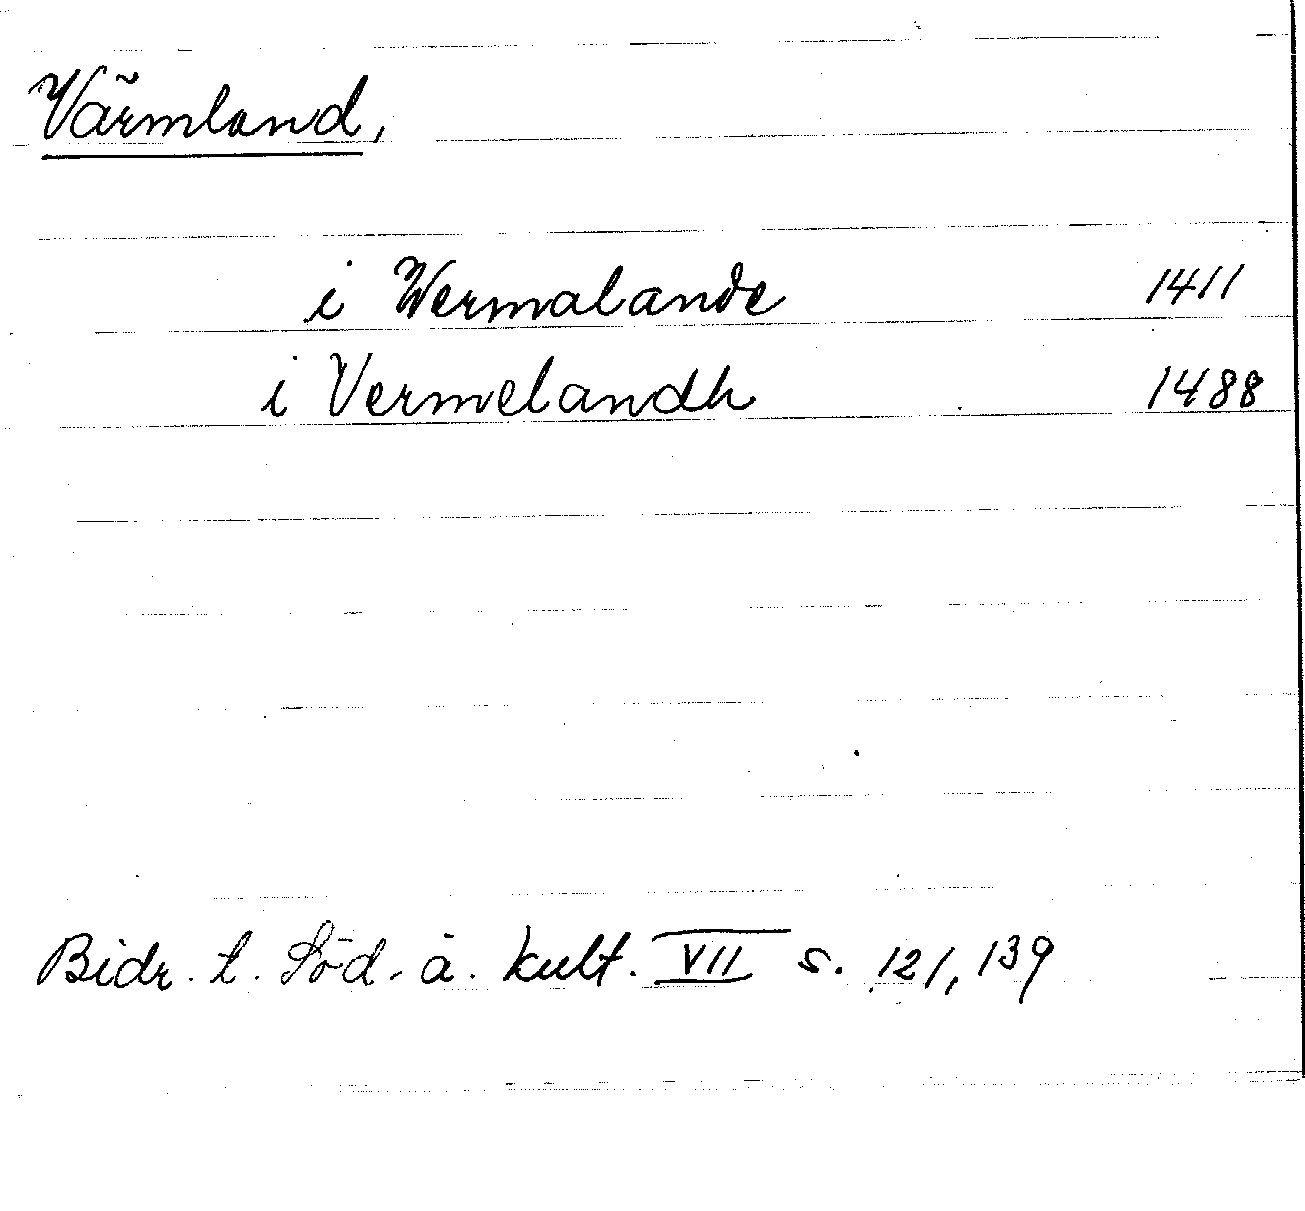 Värmland,
i Wermalande 1411
i Vermelandh 1488
Bidr. t. Söd. ä. kult. VII s. 121, 139